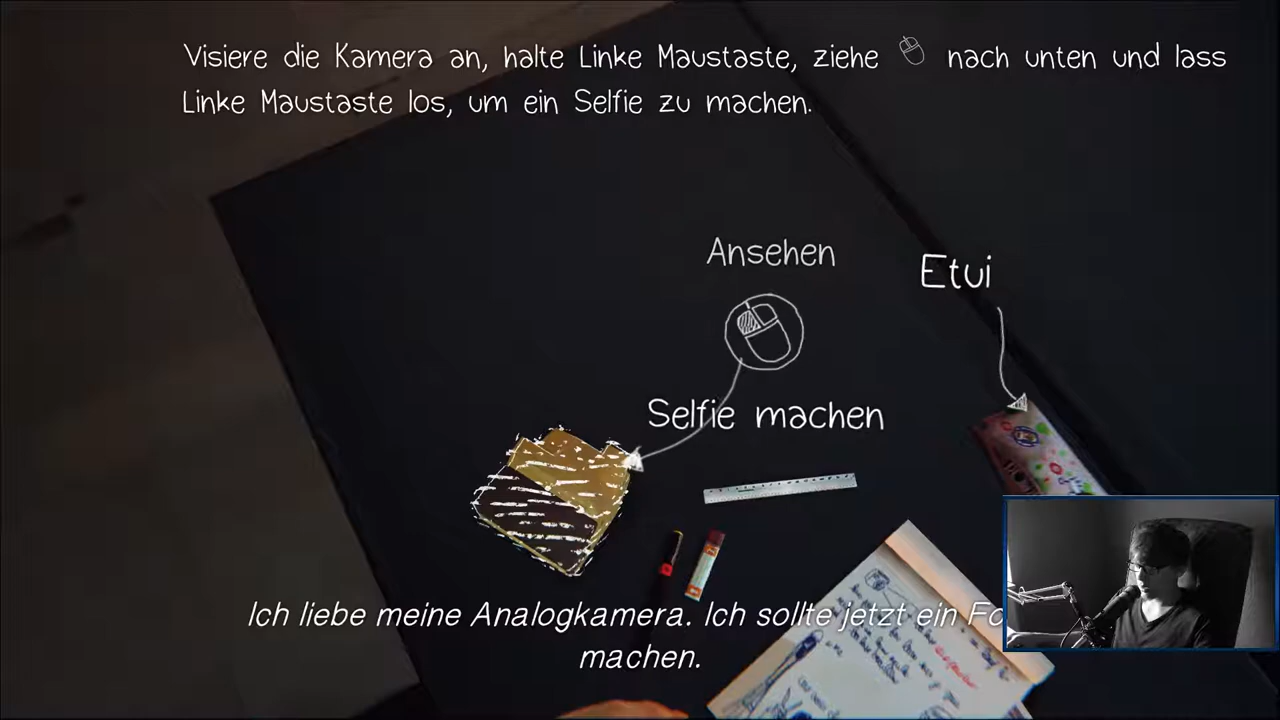 Visiere die Kamera an, halte Linke Maustaste, ziehe nach unten und lass
Linke Maustaste los, um ein Selfie zu machen.
Ansehen
Etui
Selfie machen
Ich liebe meine Analogkamera. Ich sollte jetzt ein
machen.